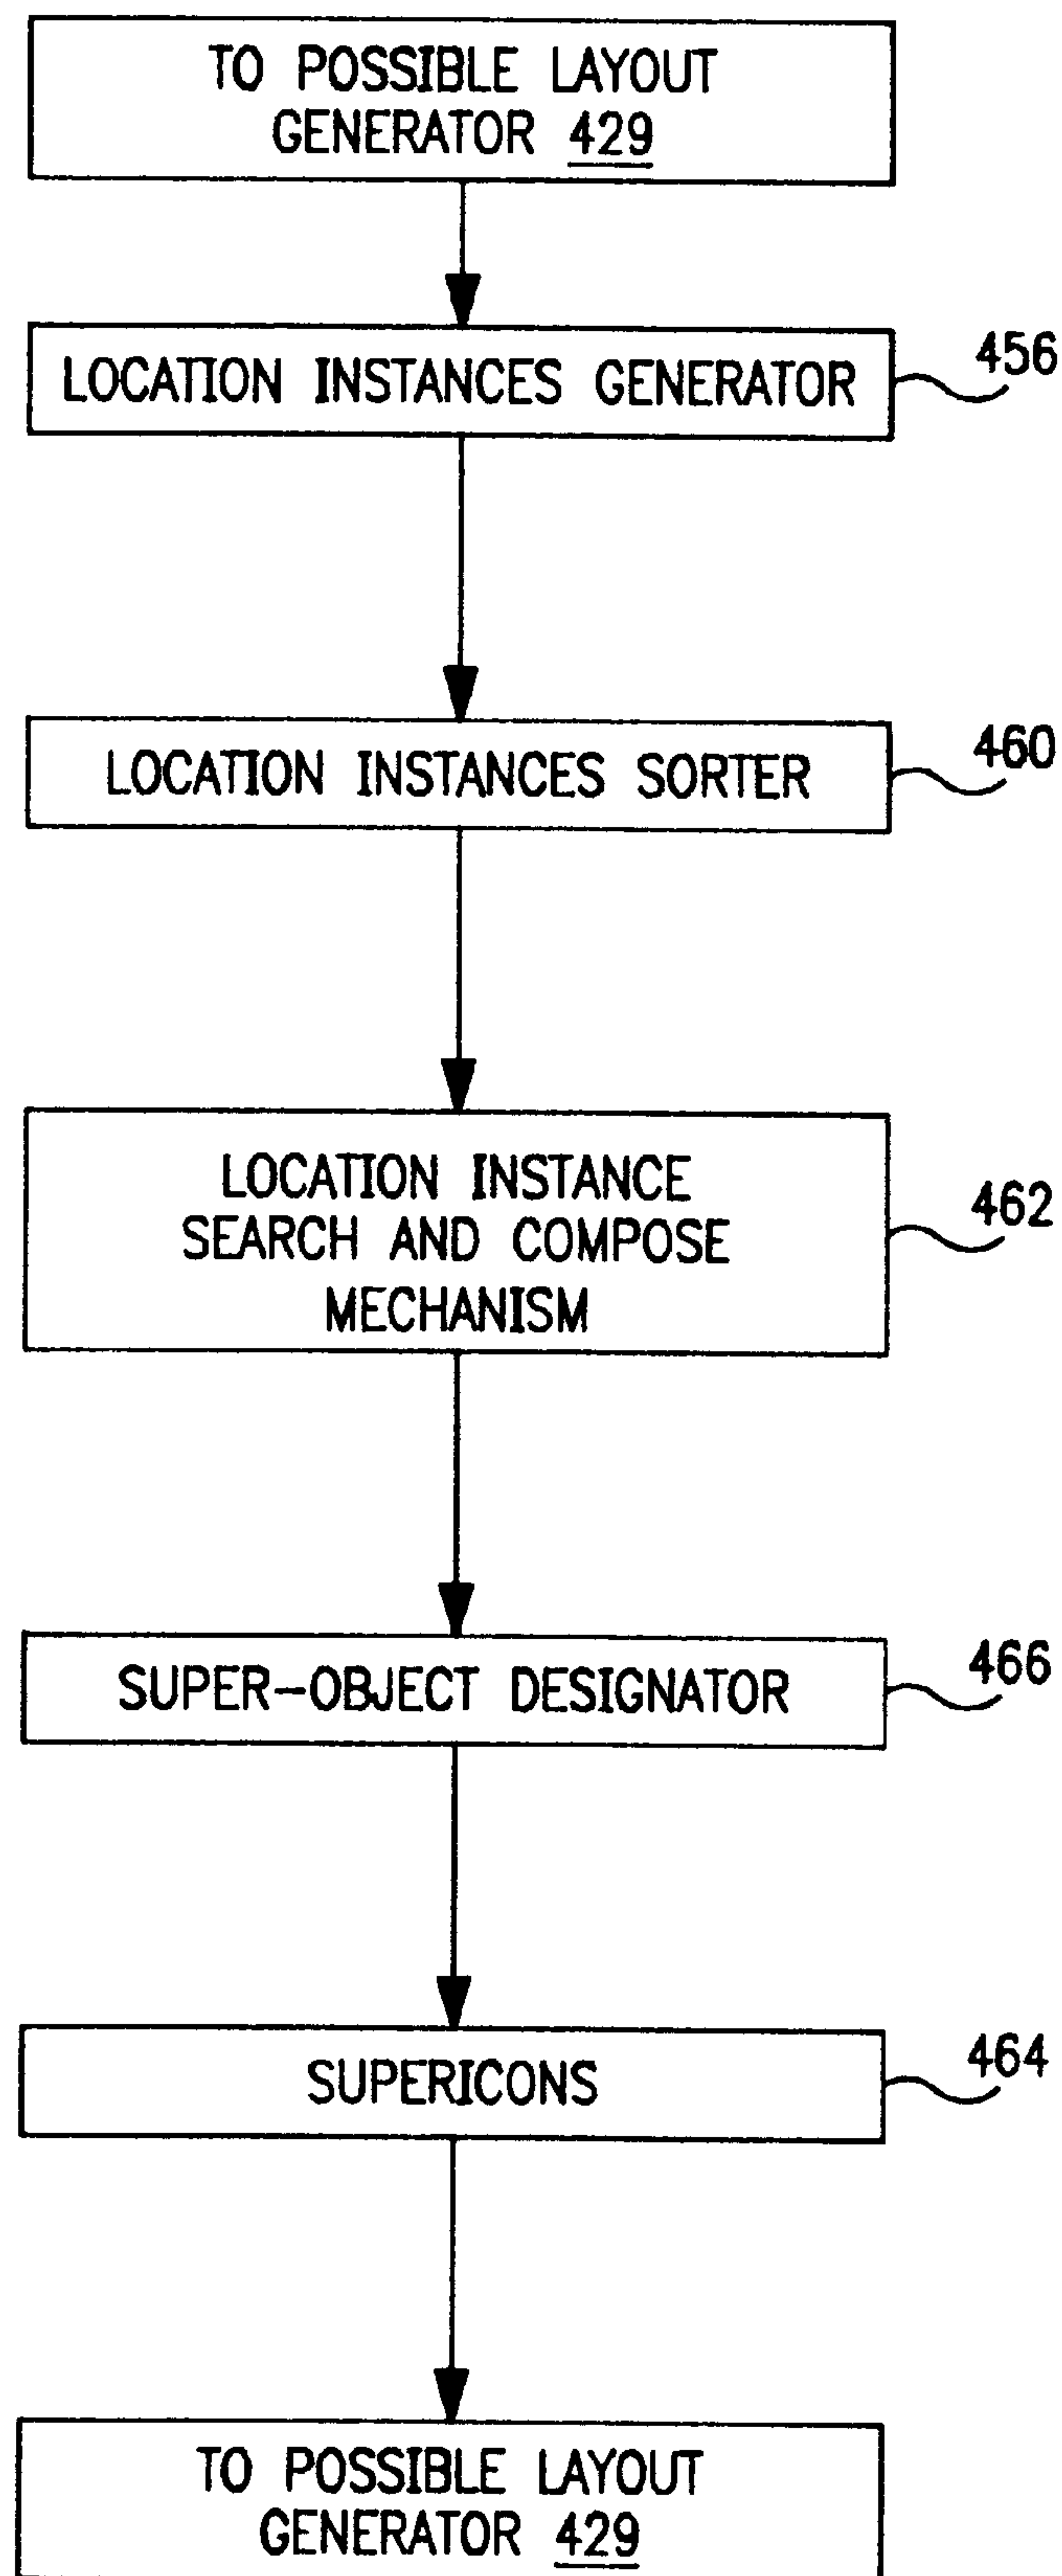 TO POSSIBLE LAYOUT
GENERATOR 429
LOCATION INSTANCES GENERATOR
456
LOCATION INSTANCES SORTER
460
LOCATION INSTANCE
SEARCH AND COMPOSE
MECHANISM
462
SUPER-OBJECT DESIGNATOR
466
SUPERICONS
464
TO POSSIBLE LAYOUT
GENERATOR 429